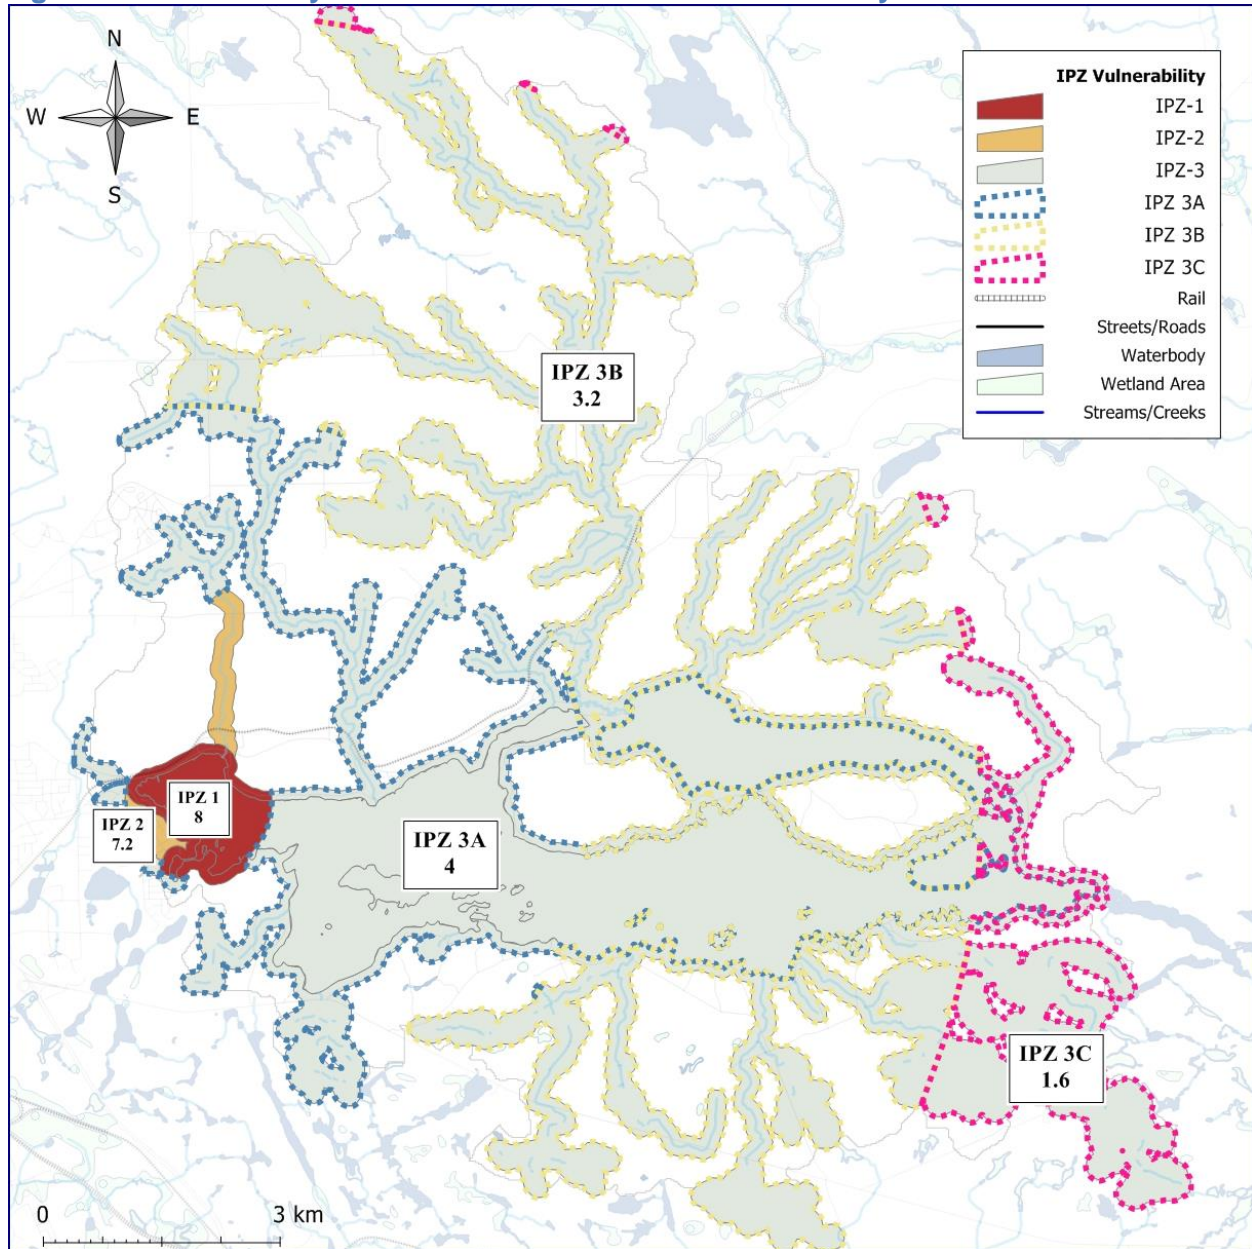 N
W E
S
IPZ Vulnerability
IPZ-1
IPZ-2
IPZ-3
IPZ 3A
IPZ 3B
IPZ 3C
Rail
Streets/Roads
Waterbody
Wetland Area
Streams/Creeks
IPZ 3B
3.2
IPZ 1
8
IPZ 2
7.2
IPZ 3A
4
IPZ 3C
1.6
0 3 km